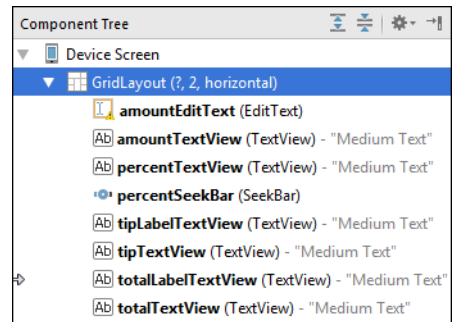 Component Tree
Device Screen
GridLayout (?, 2, horizontal)
amountEditText (EditText)
Ab amountTextView (TextView) - "Medium Text"
Ab percentTextView (TextView) - "Medium Text"
percentSeekBar (SeekBar)
Ab tipLabelTextView (TextView) - "Medium Text"
Ab tipTextView (TextView) - "Medium Text"
Ab totalLabelTextView (TextView) - "Medium Text"
Ab totalTextView (TextView) - "Medium Text"